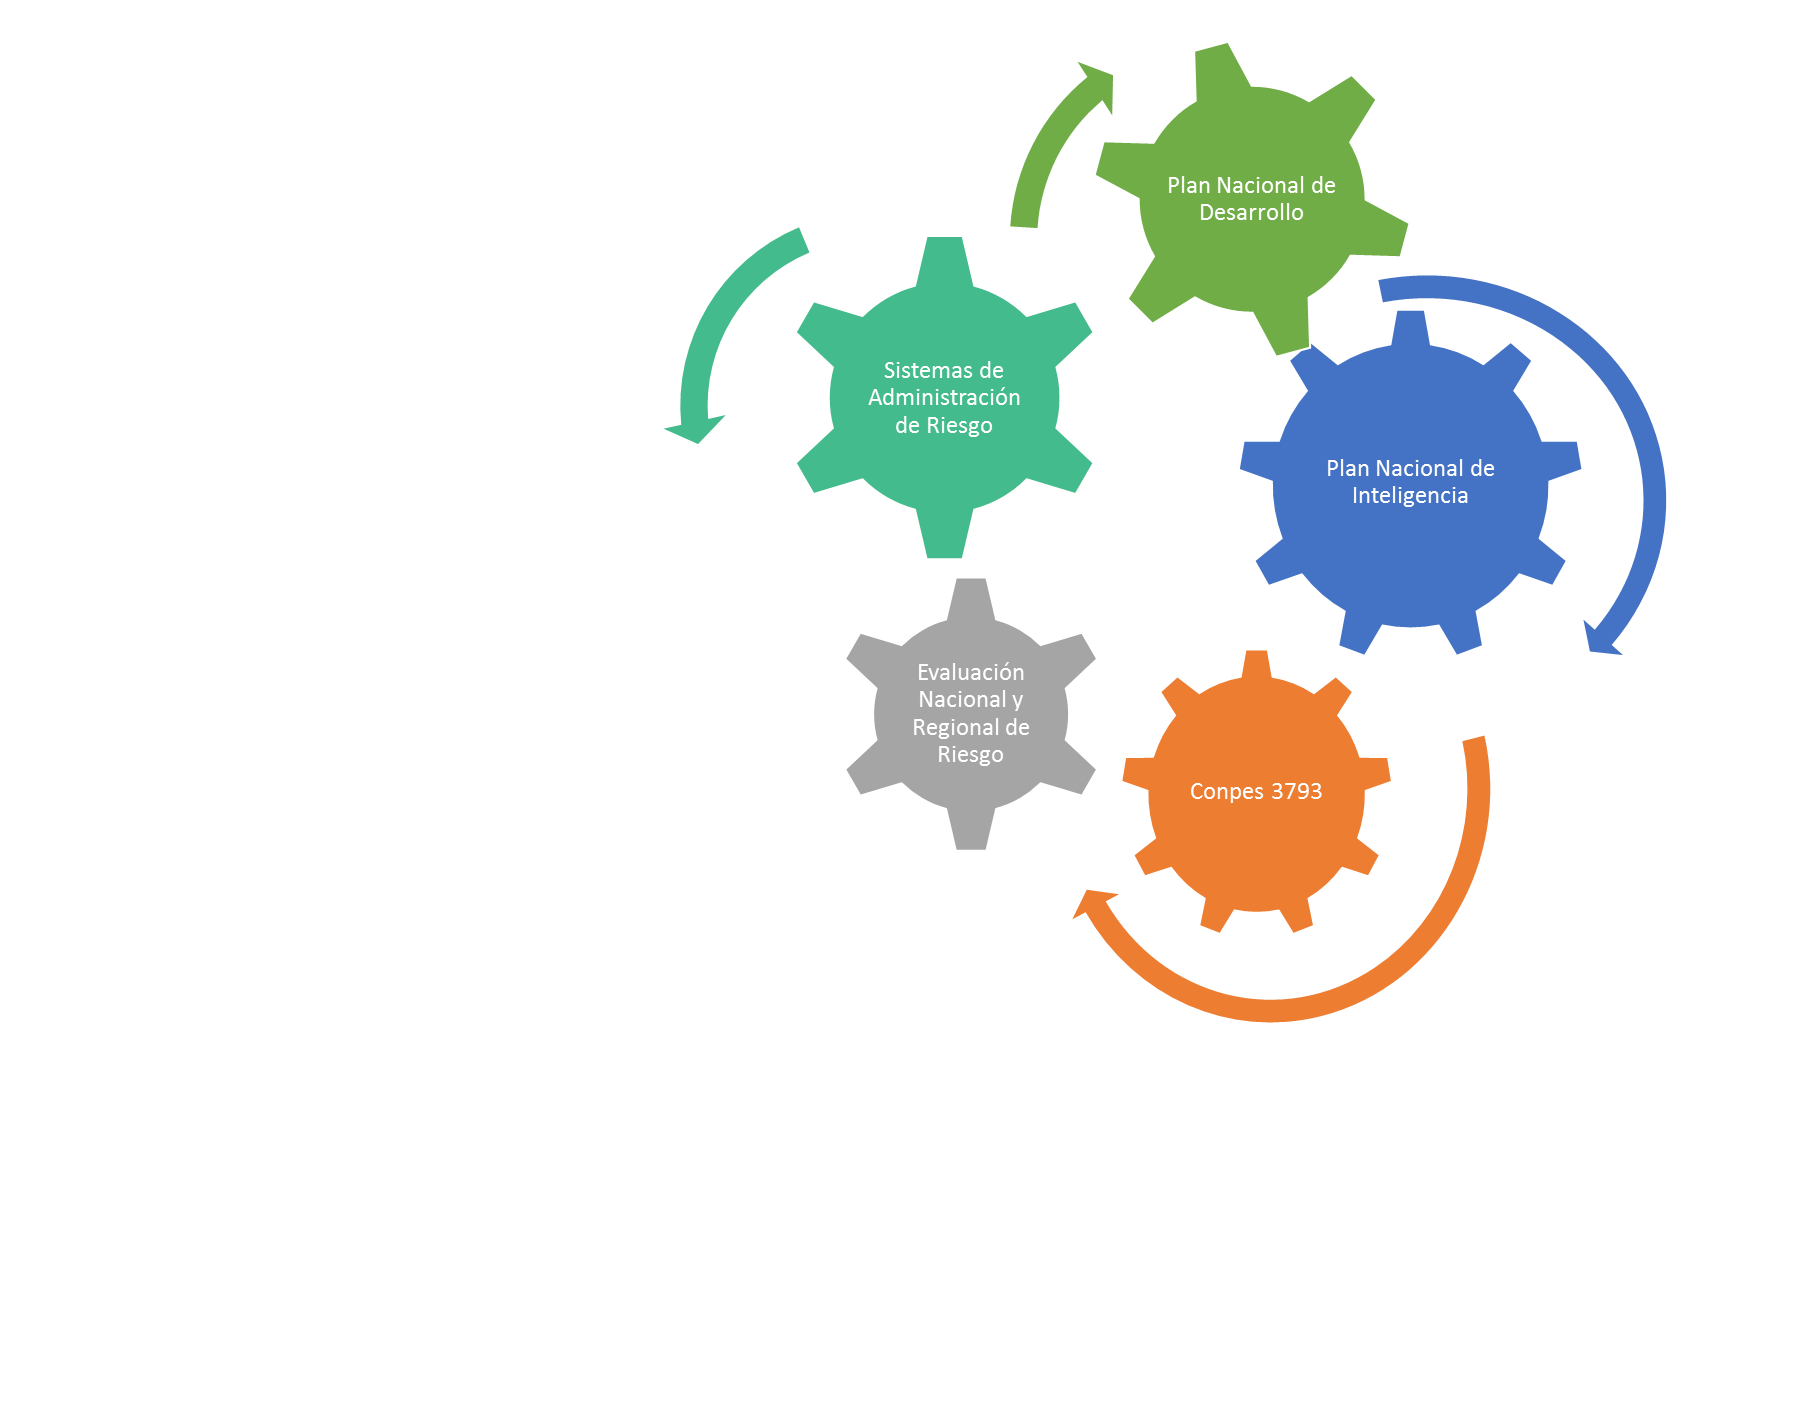 Plan Nacional de
Desarrollo
Sistemas de
Administración
de Riesgo
Plan Nacional de
Inteligencia
Evaluación
Nacional y
Regional de
Riesgo
Conpes 3793